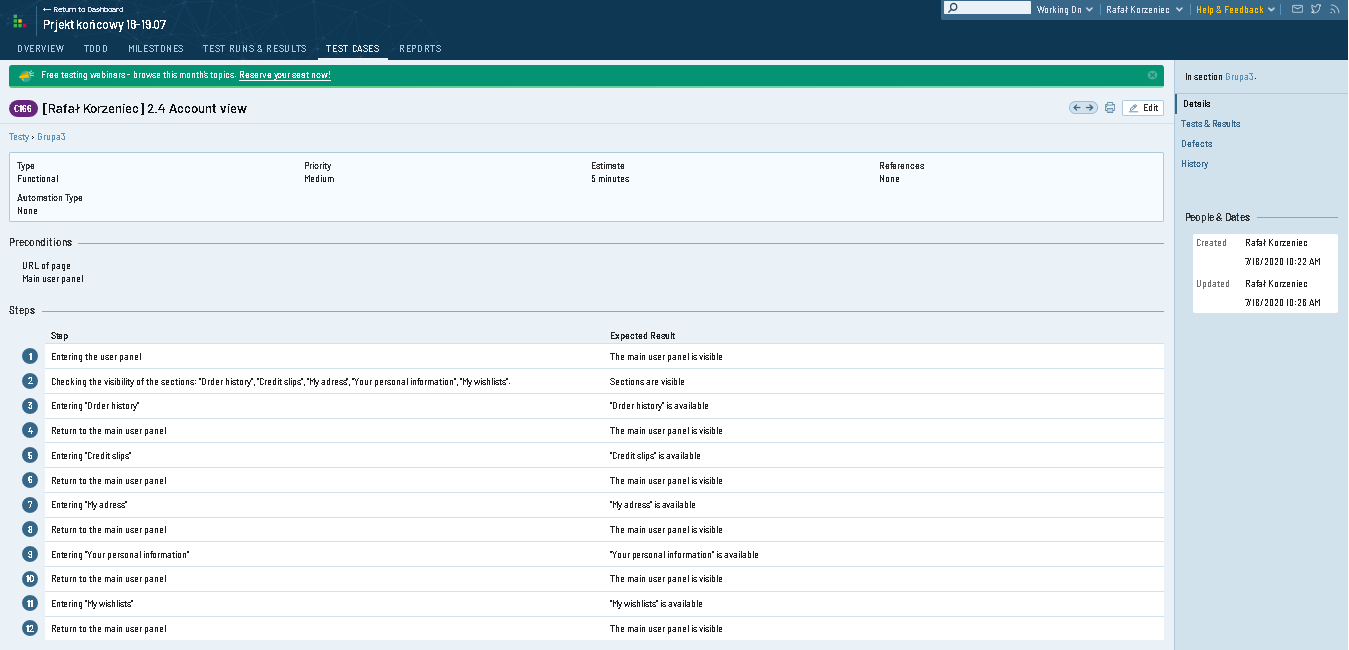 ← Return to Dashboard
Prjekt końcowy 18-19.07
Working On
Rafał Korzeniec
Help & Feedback
OVERVIEW TODO MILESTONES TEST RUNS & RESULTS TEST CASES REPORTS
Free testing webinars - browse this month's topics. Reserve your seat now!
C166 [Rafał Korzeniec] 2.4 Account view
Edit
Testy › Grupa3
Type Priority Estimate References
Functional Medium 5 minutes None
Automation Type
None
Preconditions
URL of page
Main user panel
Steps
Step Expected Result
1 Entering the user panel The main user panel is visible
2 Checking the visibility of the sections: "Order history", "Credit slips", "My adress", "Your personal information", "My wishlists". Sections are visible
3 Entering "Order history" "Order history" is available
4 Return to the main user panel The main user panel is visible
5 Entering "Credit slips" "Credit slips" is available
6 Return to the main user panel The main user panel is visible
7 Entering "My adress" "My adress" is available
8 Return to the main user panel The main user panel is visible
9 Entering "Your personal information" "Your personal information" is available
10 Return to the main user panel The main user panel is visible
11 Entering "My wishlists" "My wishlists" is available
12 Return to the main user panel The main user panel is visible
In section Grupa3.
Details
Tests & Results
Defects
History
People & Dates
Created Rafał Korzeniec
7/18/2020 10:22 AM
Updated Rafał Korzeniec
7/18/2020 10:26 AM